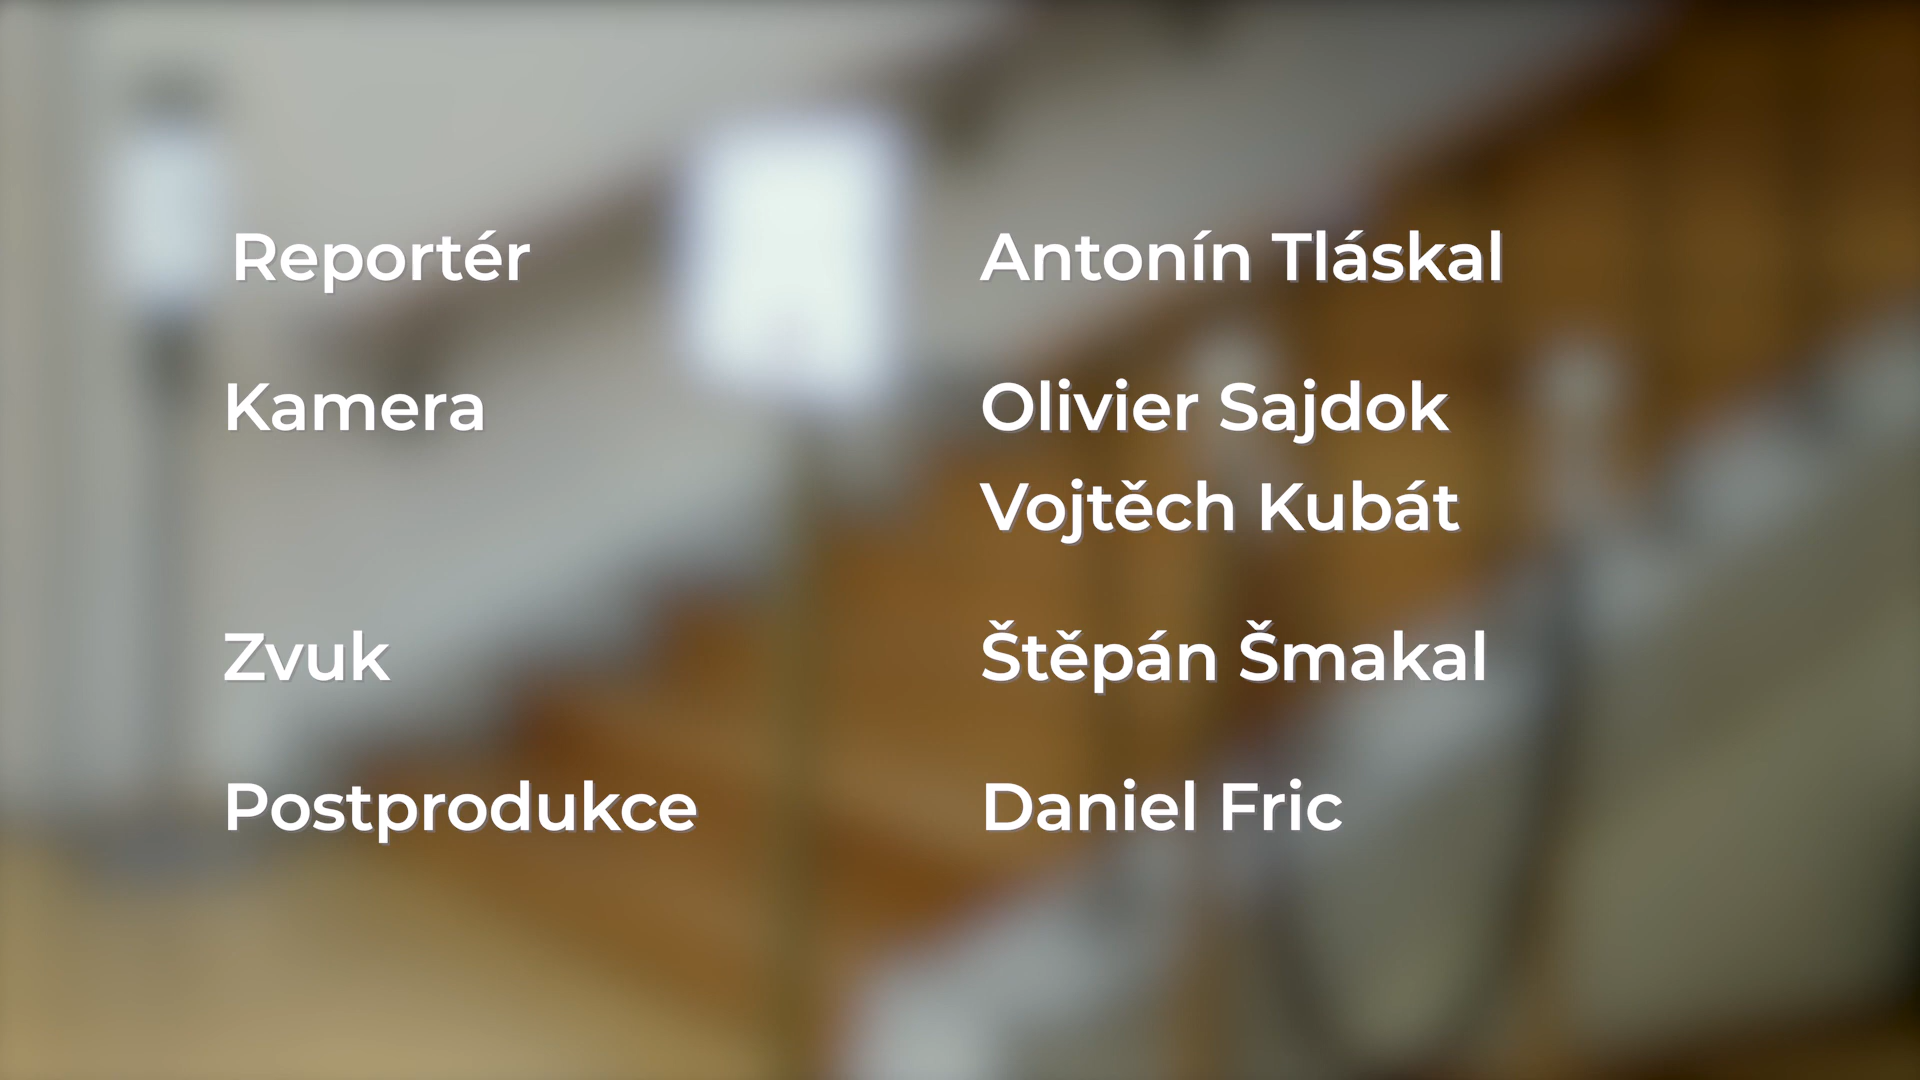 Reportér Antonín Tláskal
Kamera Olivier Sajdok
Vojtěch Kubát
Zvuk Štěpán Šmakal
Postprodukce Daniel Fric